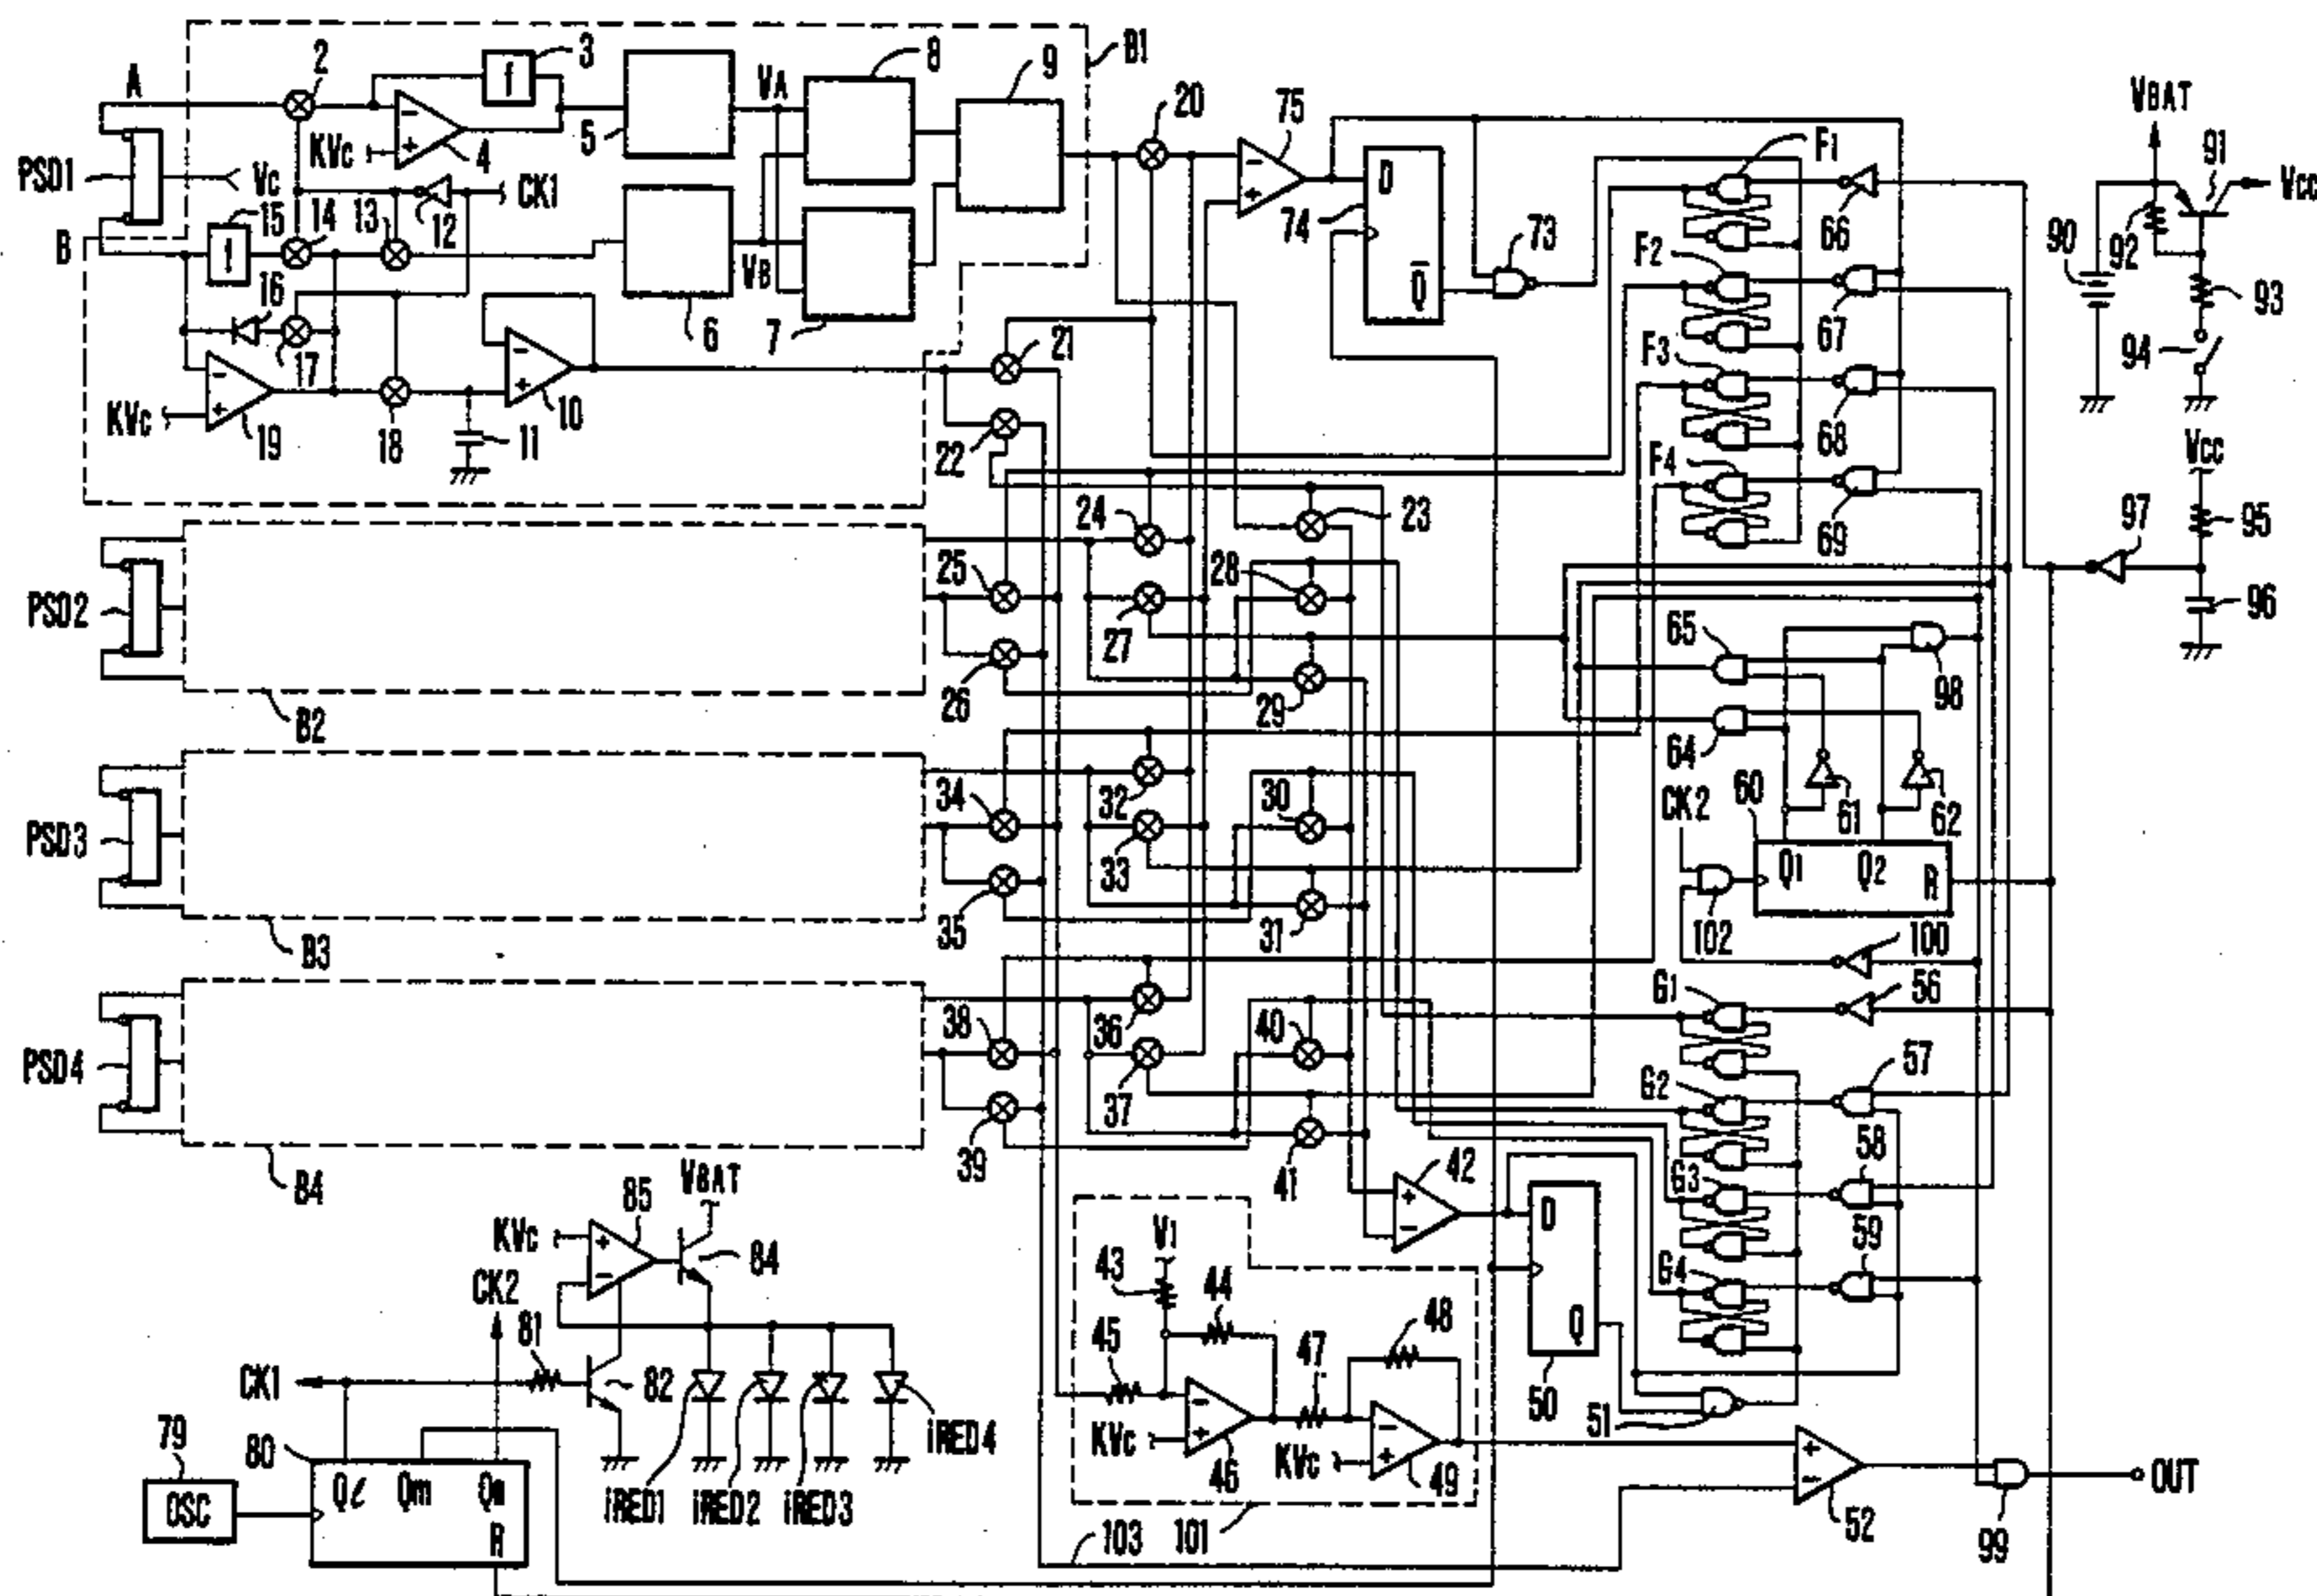 2 3 8 9 B1
A VA 20 75 VBAT
f F1 91
PSD1 KVc 4 5 D Vcc
Vc CK1 74 73 66
B 15 14 13 12 F2 90 92
f VB Q 93
16 6 7 21 67
17 F3 94
KVc 19 18 11 10 22 68
F4 Vcc
24 23 69 97 95
PSD2 25 28 96
27 65
26 29 98
B2 64
34 32 30 CK2 60 61 62
PSD3 33 Q1 Q2 R
35 31 102 100
B3 G1 56
38 36 40 57
PSD4 37 G2
39 41 42 58
B4 VBAT G3
85 V1 D 59
KVc 84 43 44 G4
CK2 45 47 48 Q
81
CK1 82 50 51
79 80 iRED4 KVc 46 KVc 49 OUT
OSC Qℓ Qm Qn iRED1 iRED2 iRED3 52
R 103 101 99
+ −